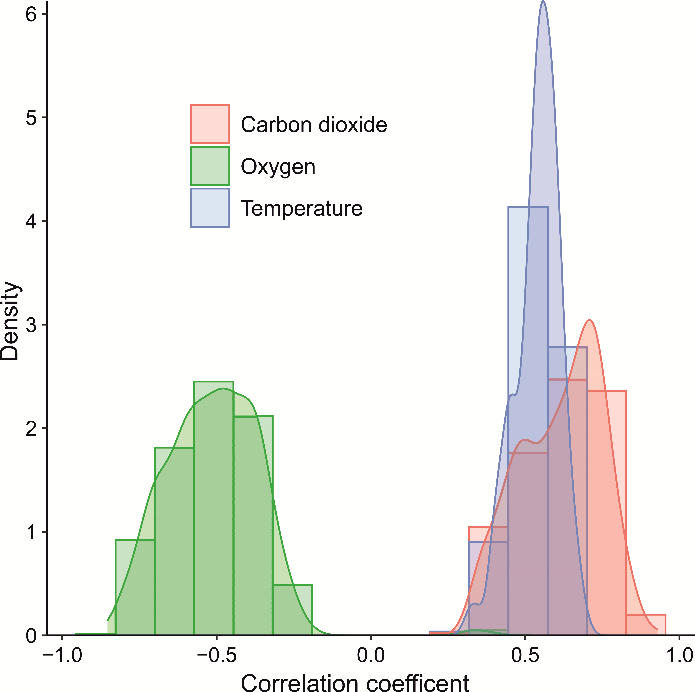 6
5
4
3
2
1
0
Density
Carbon dioxide
Oxygen
Temperature
−1.0 −0.5 0.0 0.5 1.0
Correlation coefficent